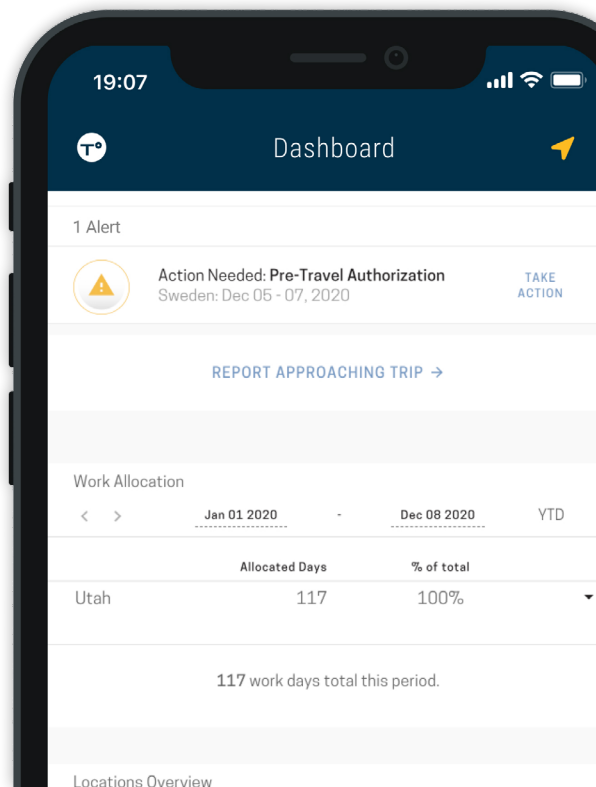 19:07
T°
Dashboard
1 Alert
Action Needed: Pre-Travel Authorization
Sweden: Dec 05 - 07, 2020
TAKE
ACTION
REPORT APPROACHING TRIP →
Work Allocation
< > Jan 01 2020 - Dec 08 2020 YTD
Allocated Days % of total
Utah 117 100%
117 work days total this period.
Locations Overview